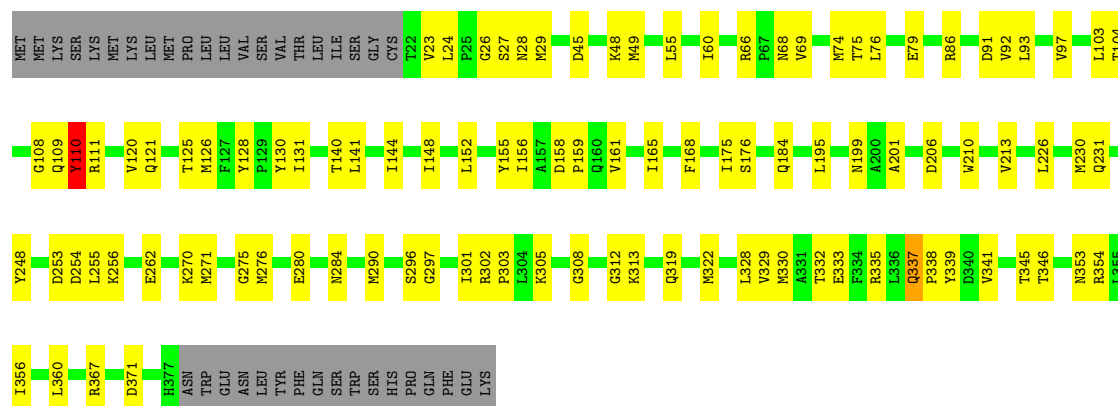 MET MET LYS SER LYS MET LYS LEU MET PRO LEU LEU VAL SER VAL THR LEU ILE SER GLY CYS T22 V23 L24 P25 G26 S27 N28 M29 D45 K48 M49 L55 I60 R66 P67 N68 V69 M74 T75 L76 E79 R86 D91 V92 L93 V97 L103 T104
G108 Q109 Y110 R111 V120 Q121 T125 M126 F127 Y128 P129 Y130 I131 T140 L141 I144 I148 L152 Y155 I156 A157 D158 P159 Q160 V161 I165 F168 I175 S176 Q184 L195 N199 A200 A201 D206 W210 V213 L226 M230 Q231
Y248 D253 D254 L255 K256 E262 K270 M271 G275 M276 E280 N284 M290 S296 G297 I301 R302 P303 L304 K305 G308 G312 K313 Q319 M322 L328 V329 M330 A331 T332 E333 F334 R335 L336 Q337 P338 Y339 D340 V341 T345 T346 N353 R354 L355
I356 L360 R367 D371 H377 ASN TRP GLU ASN LEU TYR PHE GLN SER TRP SER HIS PRO GLN PHE GLU LYS